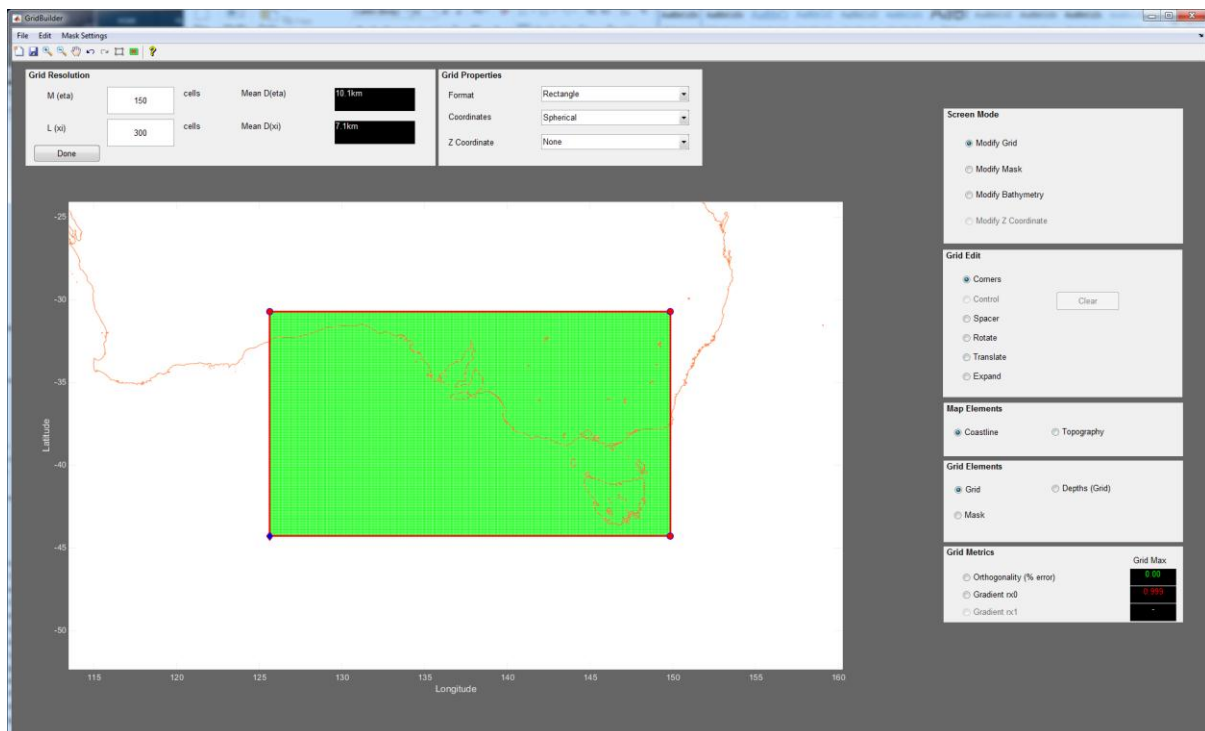 GridBuilder
File Edit Mask Settings
Grid Resolution
M (eta) 150 cells Mean D(eta) 10.1km
L (xi) 300 cells Mean D(xi) 7.1km
Done
Grid Properties
Format Rectangle
Coordinates Spherical
Z Coordinate None
Screen Mode
Modify Grid
Modify Mask
Modify Bathymetry
Modify Z Coordinate
Grid Edit
Corners
Control Clear
Spacer
Rotate
Translate
Expand
Map Elements
Coastline Topography
Grid Elements
Grid Depths (Grid)
Mask
Grid Metrics
Grid Max
Orthogonality (% error) 0.00
Gradient rx0 0.999
Gradient rx1 -
-25
-30
-35
-40
-45
-50
Latitude
115 120 125 130 135 140 145 150 155 160
Longitude